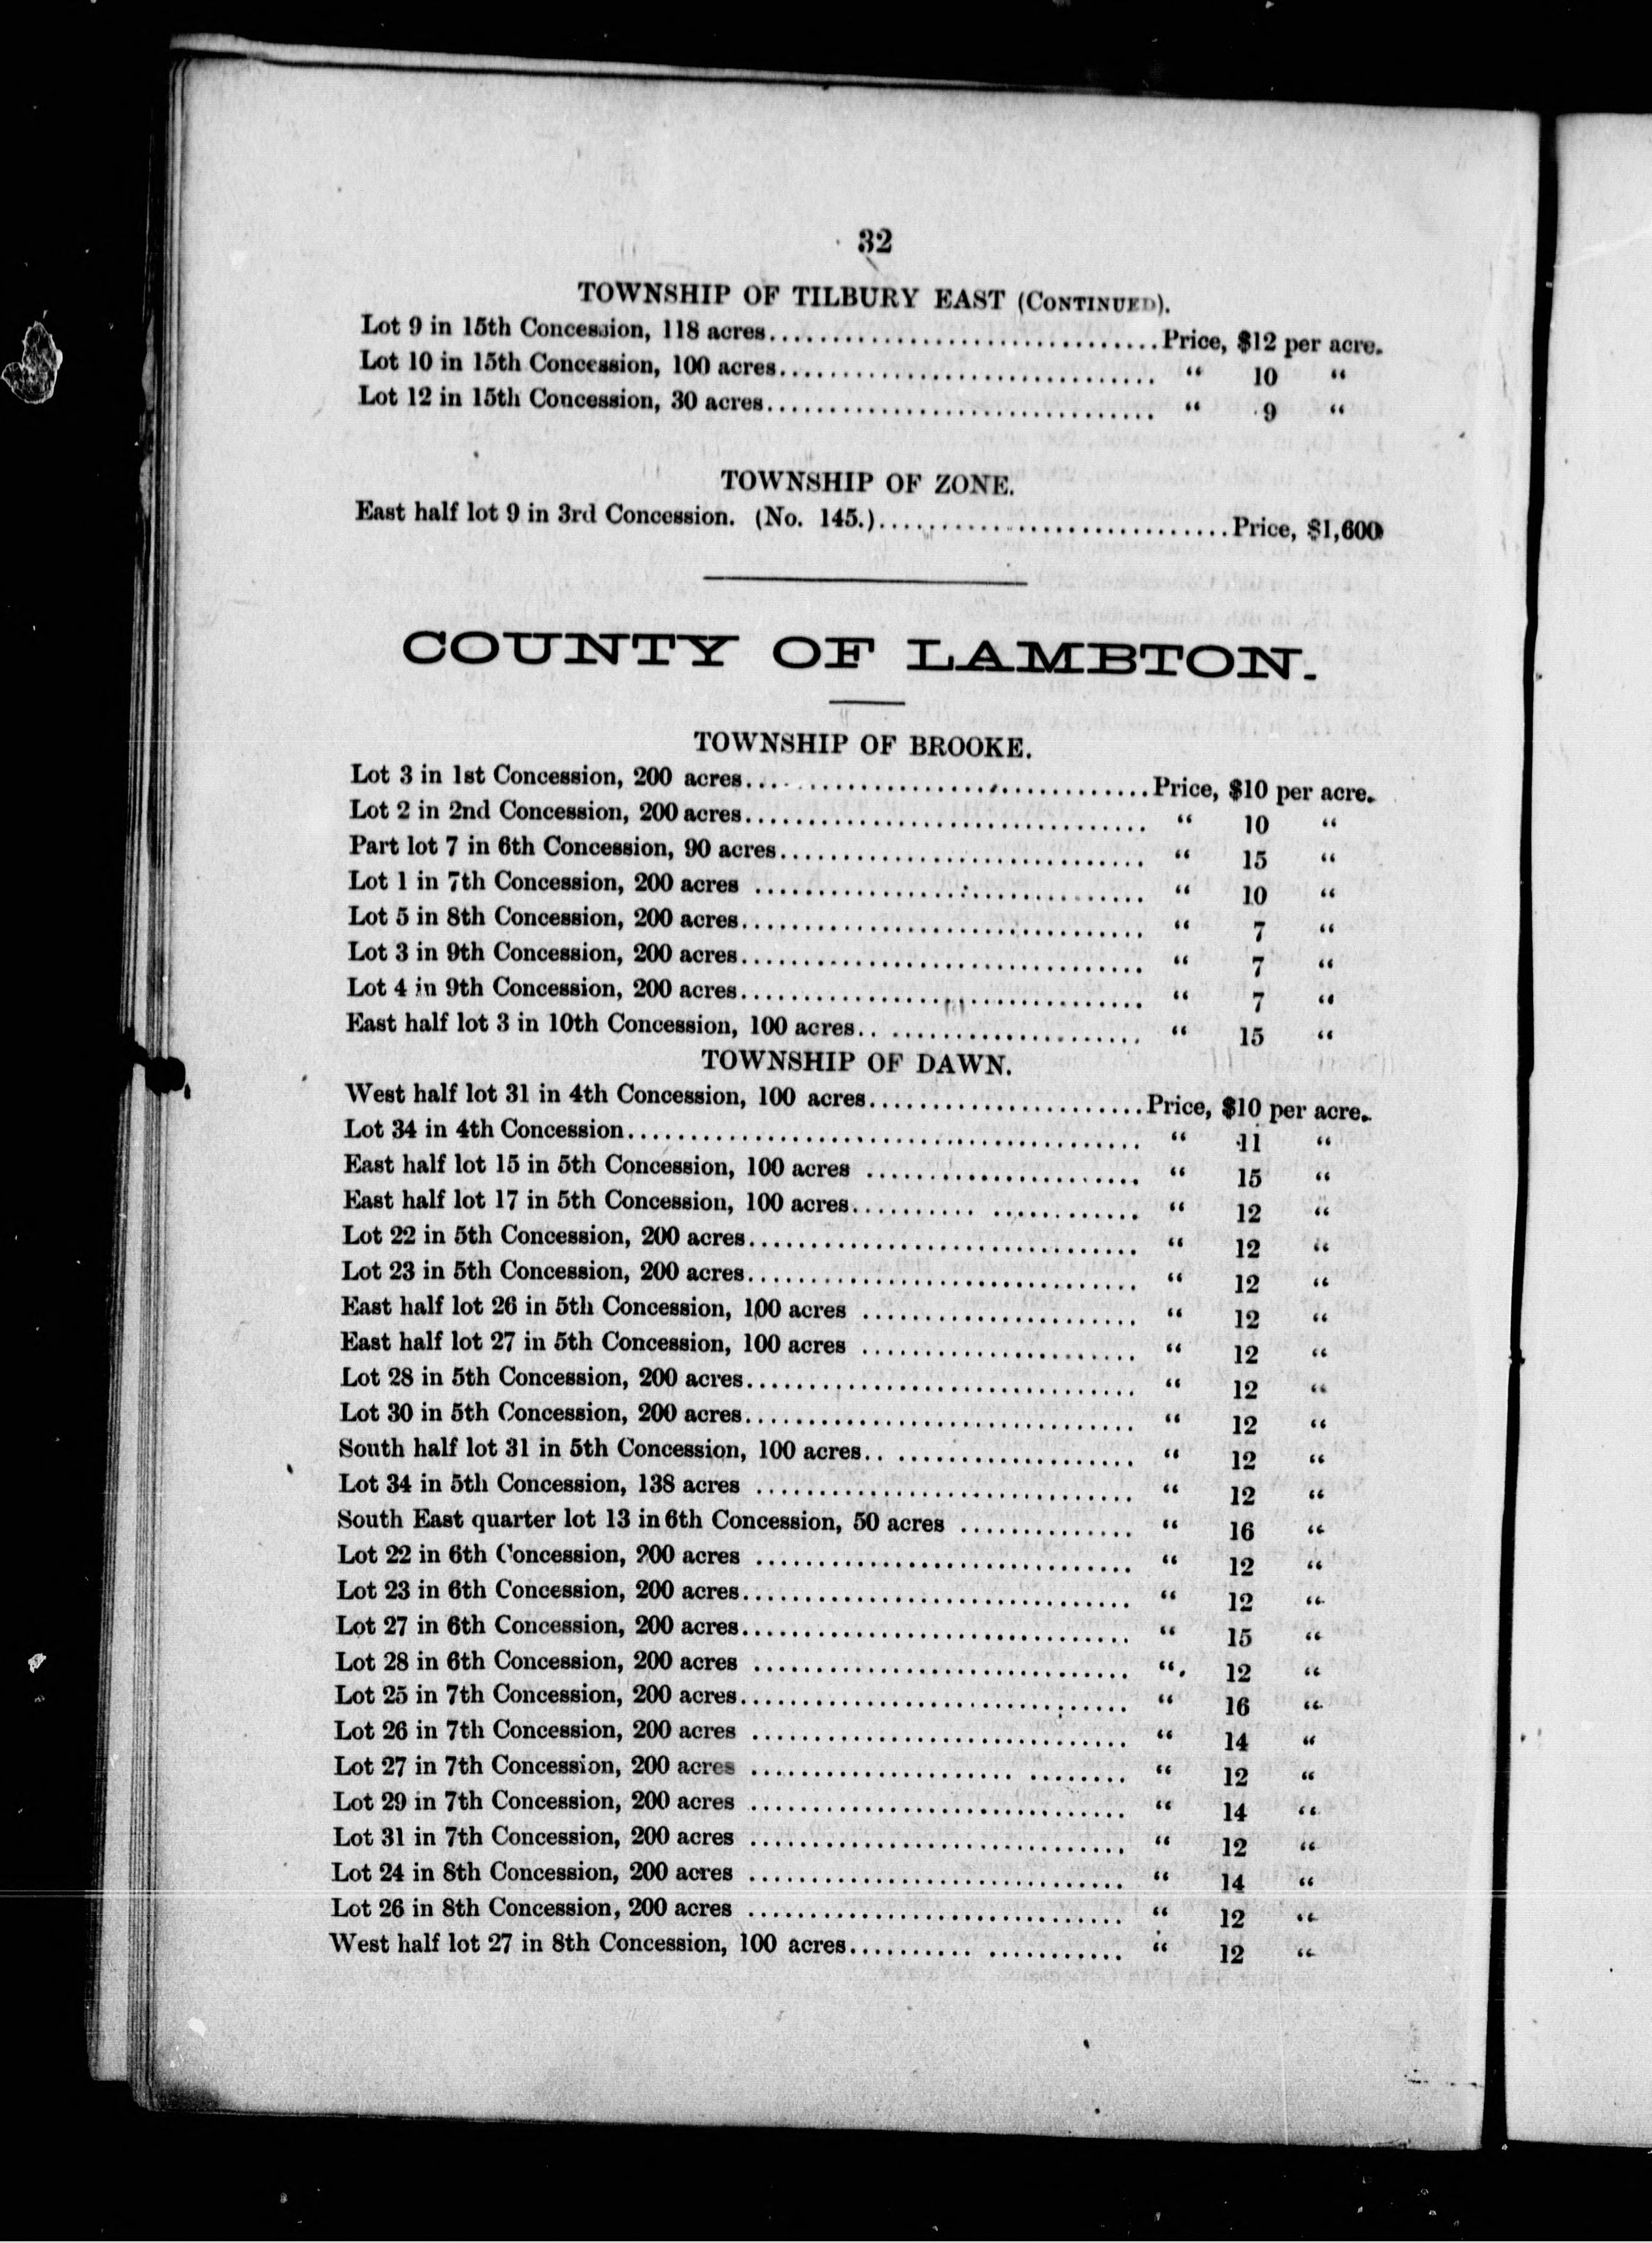 32
TOWNSHIP OF TILBURY EAST (CONTINUED).
Lot 9 in 15th Concession, 118 acres................................Price, $12 per acre.
Lot 10 in 15th Concession, 100 acres............................... “ 10 “
Lot 12 in 15th Concession, 30 acres................................ “ 9 “
TOWNSHIP OF ZONE.
East half lot 9 in 3rd Concession. (No. 145.).............................Price, $1,600
COUNTY OF LAMBTON.
TOWNSHIP OF BROOKE.
Lot 3 in 1st Concession, 200 acres.................................Price, $10 per acre.
Lot 2 in 2nd Concession, 200 acres................................. “ 10 “
Part lot 7 in 6th Concession, 90 acres.............................. “ 15 “
Lot 1 in 7th Concession, 200 acres ................................ “ 10 “
Lot 5 in 8th Concession, 200 acres................................. “ 7 “
Lot 3 in 9th Concession, 200 acres................................. “ 7 “
Lot 4 in 9th Concession, 200 acres................................. “ 7 “
East half lot 3 in 10th Concession, 100 acres....................... “ 15 “
TOWNSHIP OF DAWN.
West half lot 31 in 4th Concession, 100 acres.......................Price, $10 per acre.
Lot 34 in 4th Concession.......................................... “ 11 “
East half lot 15 in 5th Concession, 100 acres ....................... “ 15 “
East half lot 17 in 5th Concession, 100 acres.......... ............ “ 12 “
Lot 22 in 5th Concession, 200 acres................................ “ 12 “
Lot 23 in 5th Concession, 200 acres................................ “ 12 “
East half lot 26 in 5th Concession, 100 acres ....................... “ 12 “
East half lot 27 in 5th Concession, 100 acres ....................... “ 12 “
Lot 28 in 5th Concession, 200 acres................................ “ 12 “
Lot 30 in 5th Concession, 200 acres................................ “ 12 “
South half lot 31 in 5th Concession, 100 acres.. .................... “ 12 “
Lot 34 in 5th Concession, 138 acres ............................... “ 12 “
South East quarter lot 13 in 6th Concession, 50 acres .............. “ 16 “
Lot 22 in 6th Concession, 200 acres ............................... “ 12 “
Lot 23 in 6th Concession, 200 acres................................ “ 12 “
Lot 27 in 6th Concession, 200 acres................................ “ 15 “
Lot 28 in 6th Concession, 200 acres ............................... “ 12 “
Lot 25 in 7th Concession, 200 acres................................ “ 16 “
Lot 26 in 7th Concession, 200 acres ............................... “ 14 “
Lot 27 in 7th Concession, 200 acres ...................... ........ “ 12 “
Lot 29 in 7th Concession, 200 acres ............................... “ 14 “
Lot 31 in 7th Concession, 200 acres ............................... “ 12 “
Lot 24 in 8th Concession, 200 acres ............................... “ 14 “
Lot 26 in 8th Concession, 200 acres ............................... “ 12 “
West half lot 27 in 8th Concession, 100 acres.......... ........... “ 12 “